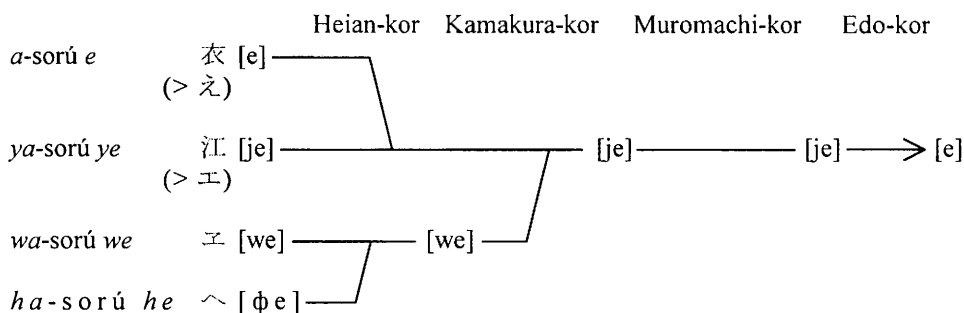 Heian-kor Kamakura-kor Muromachi-kor Edo-kor
a-sorú e 衣 [e]
(> え)
ya-sorú ye 江 [je] [je] [je] [e]
(> エ)
wa-sorú we ヱ [we] [we]
ha-sorú he へ [ɸe]